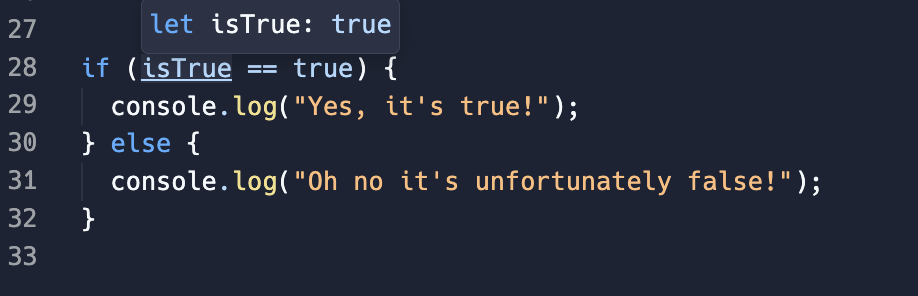 27
let isTrue: true
28 if (isTrue == true) {
29 console.log("Yes, it's true!");
30 } else {
31 console.log("Oh no it's unfortunately false!");
32 }
33